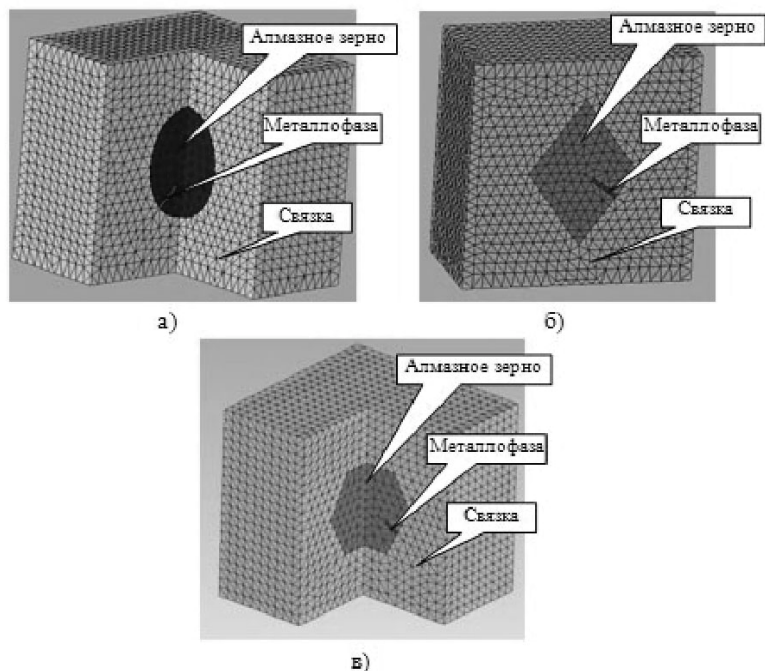 Алмазное зерно
Металлофаза
Связка
а)
Алмазное зерно
Металлофаза
Связка
б)
Алмазное зерно
Металлофаза
Связка
в)